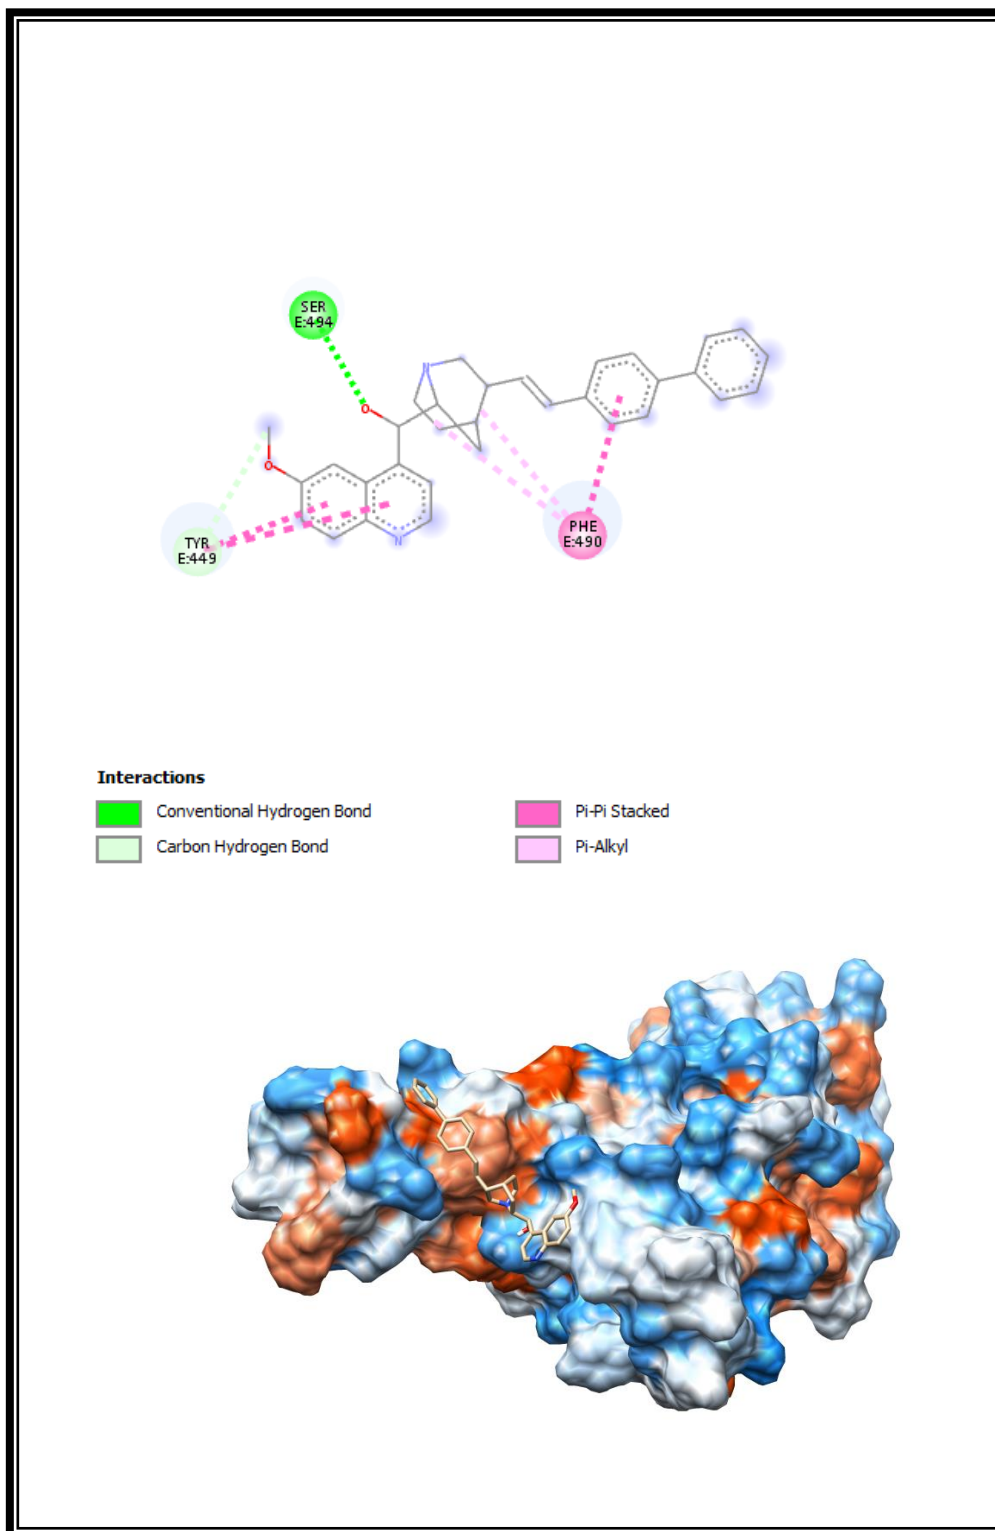 SER
E:494
N
O
O
N
TYR
E:449
PHE
E:490
Interactions
Conventional Hydrogen Bond
Carbon Hydrogen Bond
Pi-Pi Stacked
Pi-Alkyl